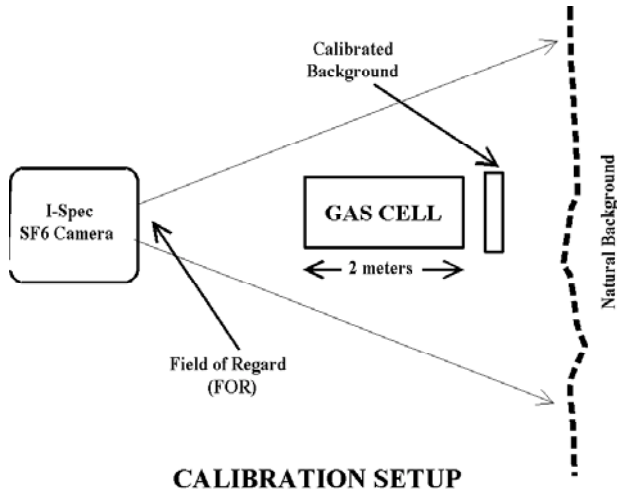 Calibrated
Background
I-Spec
SF6 Camera
GAS CELL
2 meters
Natural Background
Field of Regard
(FOR)
CALIBRATION SETUP